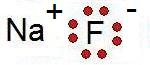 Na+ F-